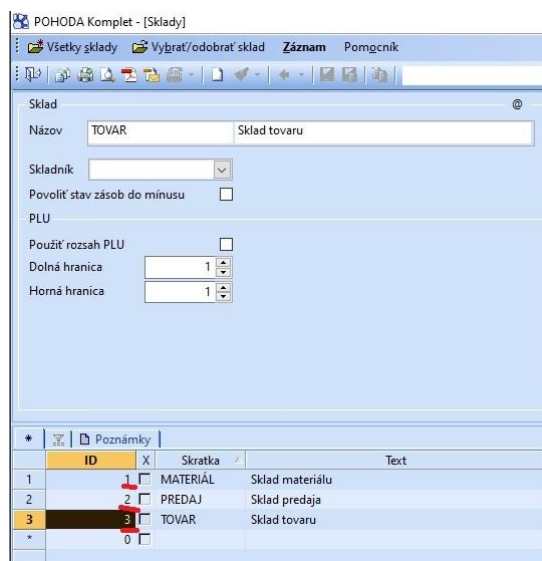 POHODA Komplet - [Sklady]
Všetky sklady Vybrať/odobrať sklad Záznam Pomocník
Sklad @
Názov TOVAR Sklad tovaru
Skladník
Povoliť stav zásob do mínusu
PLU
Použiť rozsah PLU
Dolná hranica 1
Horná hranica 1
* Poznámky
ID X Skratka Text
1 1 MATERIÁL Sklad materiálu
2 2 PREDAJ Sklad predaja
3 3 TOVAR Sklad tovaru
* 0